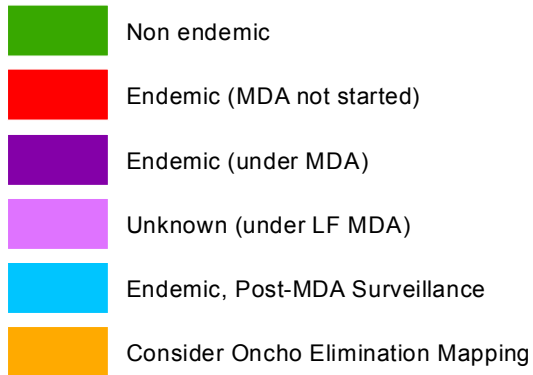 Non endemic
Endemic (MDA not started)
Endemic (under MDA)
Unknown (under LF MDA)
Endemic, Post-MDA Surveillance
Consider Oncho Elimination Mapping